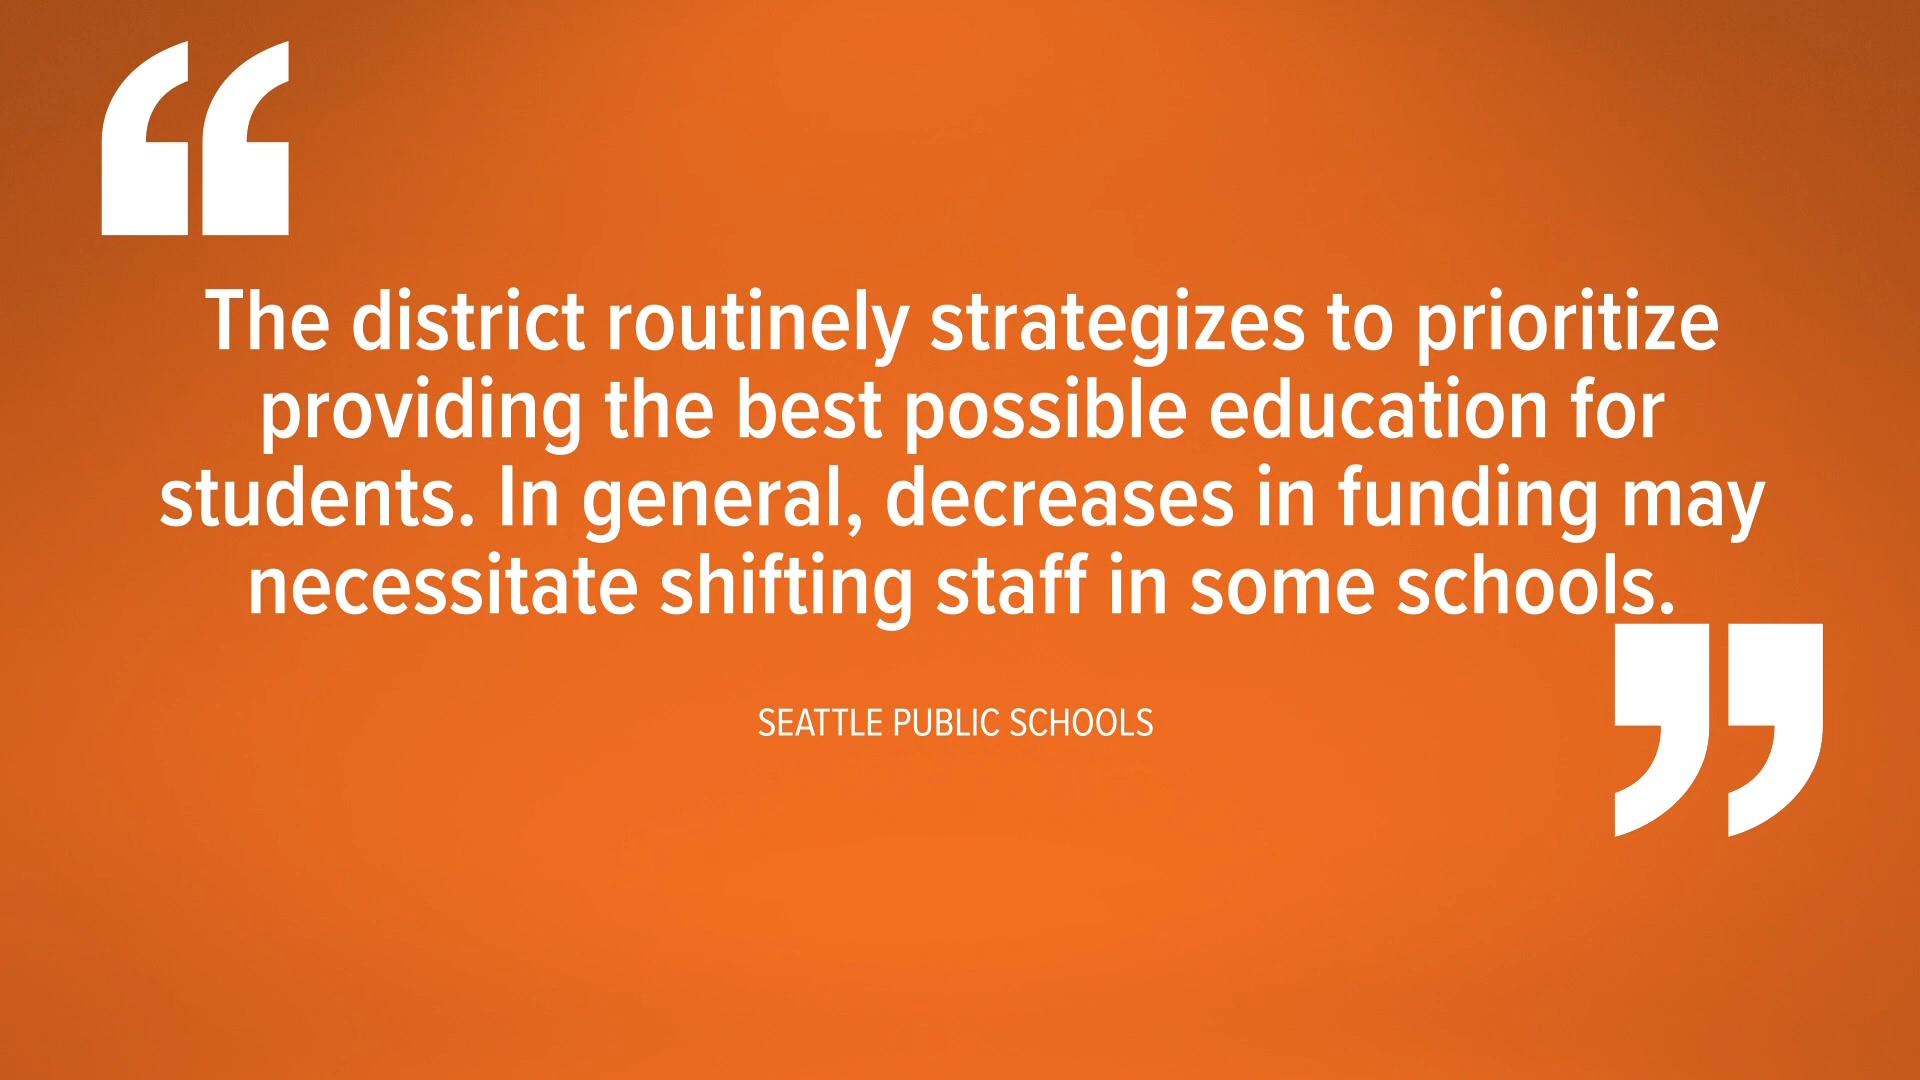 “
The district routinely strategizes to prioritize
providing the best possible education for
students. In general, decreases in funding may
necessitate shifting staff in some schools.
”
SEATTLE PUBLIC SCHOOLS